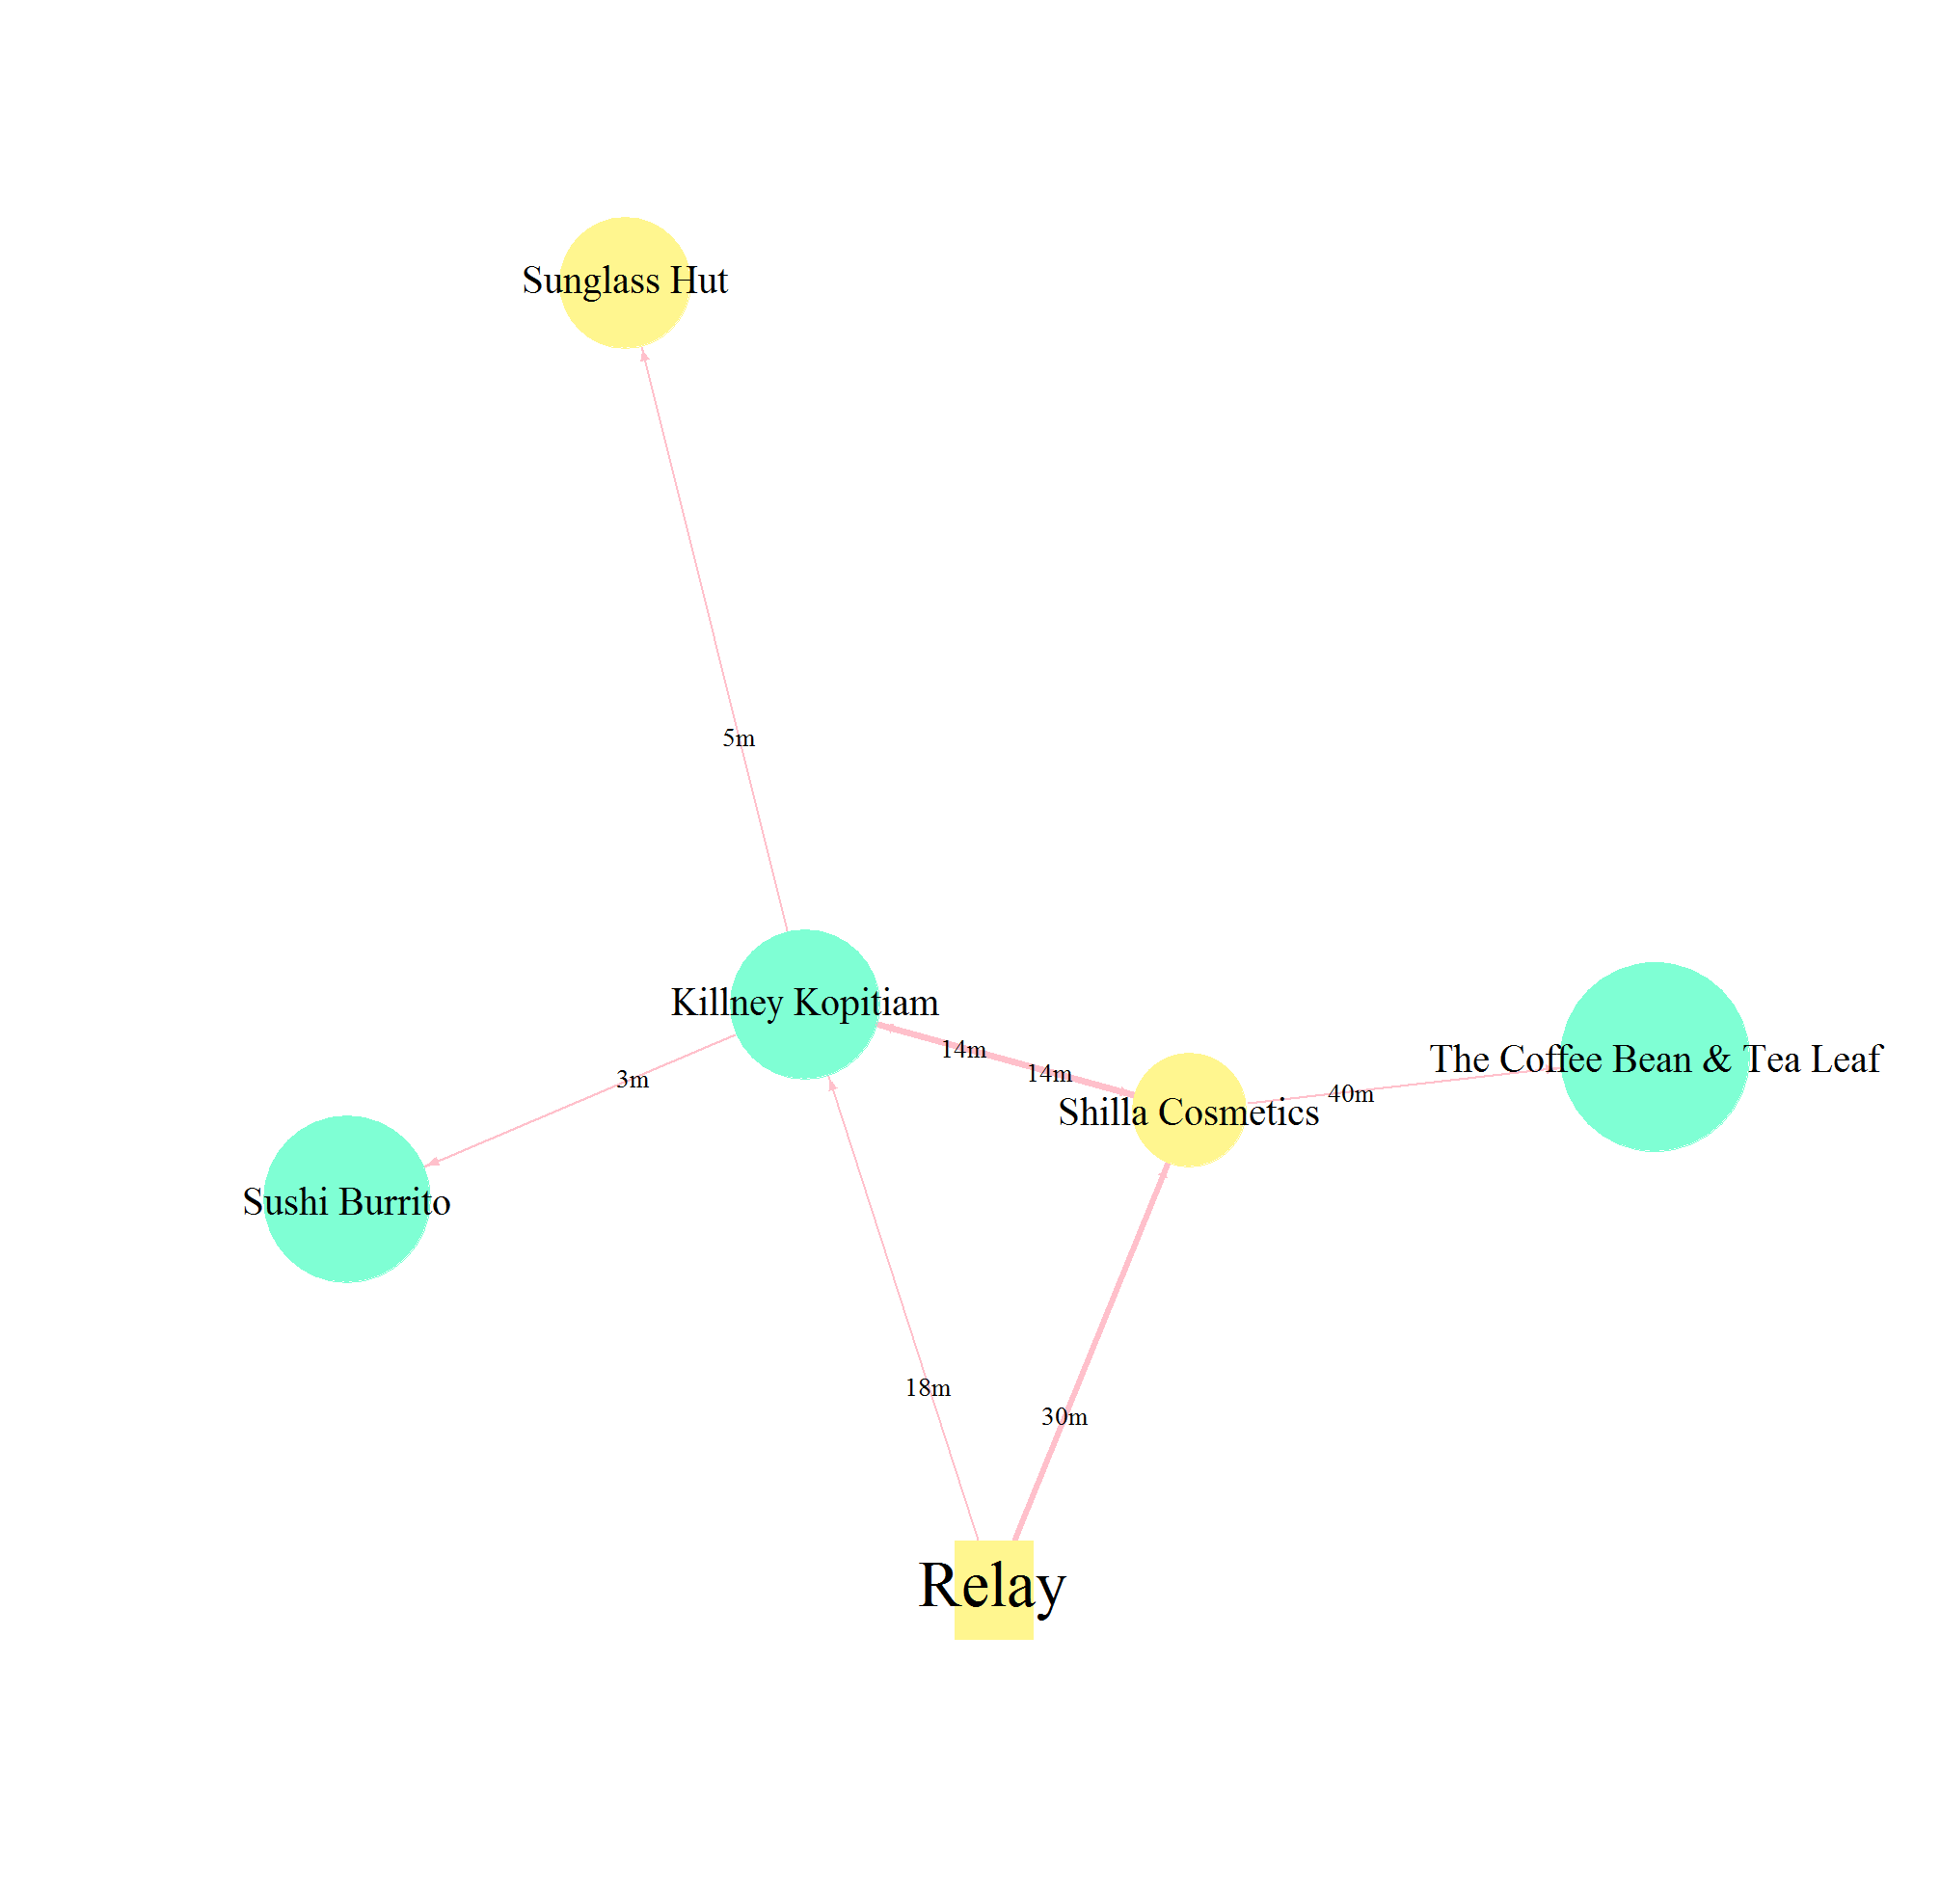 Sunglass Hut
5m
Killney Kopitiam
14m
14m
The Coffee Bean & Tea Leaf
3m
40m
Shilla Cosmetics
Sushi Burrito
18m
30m
Relay